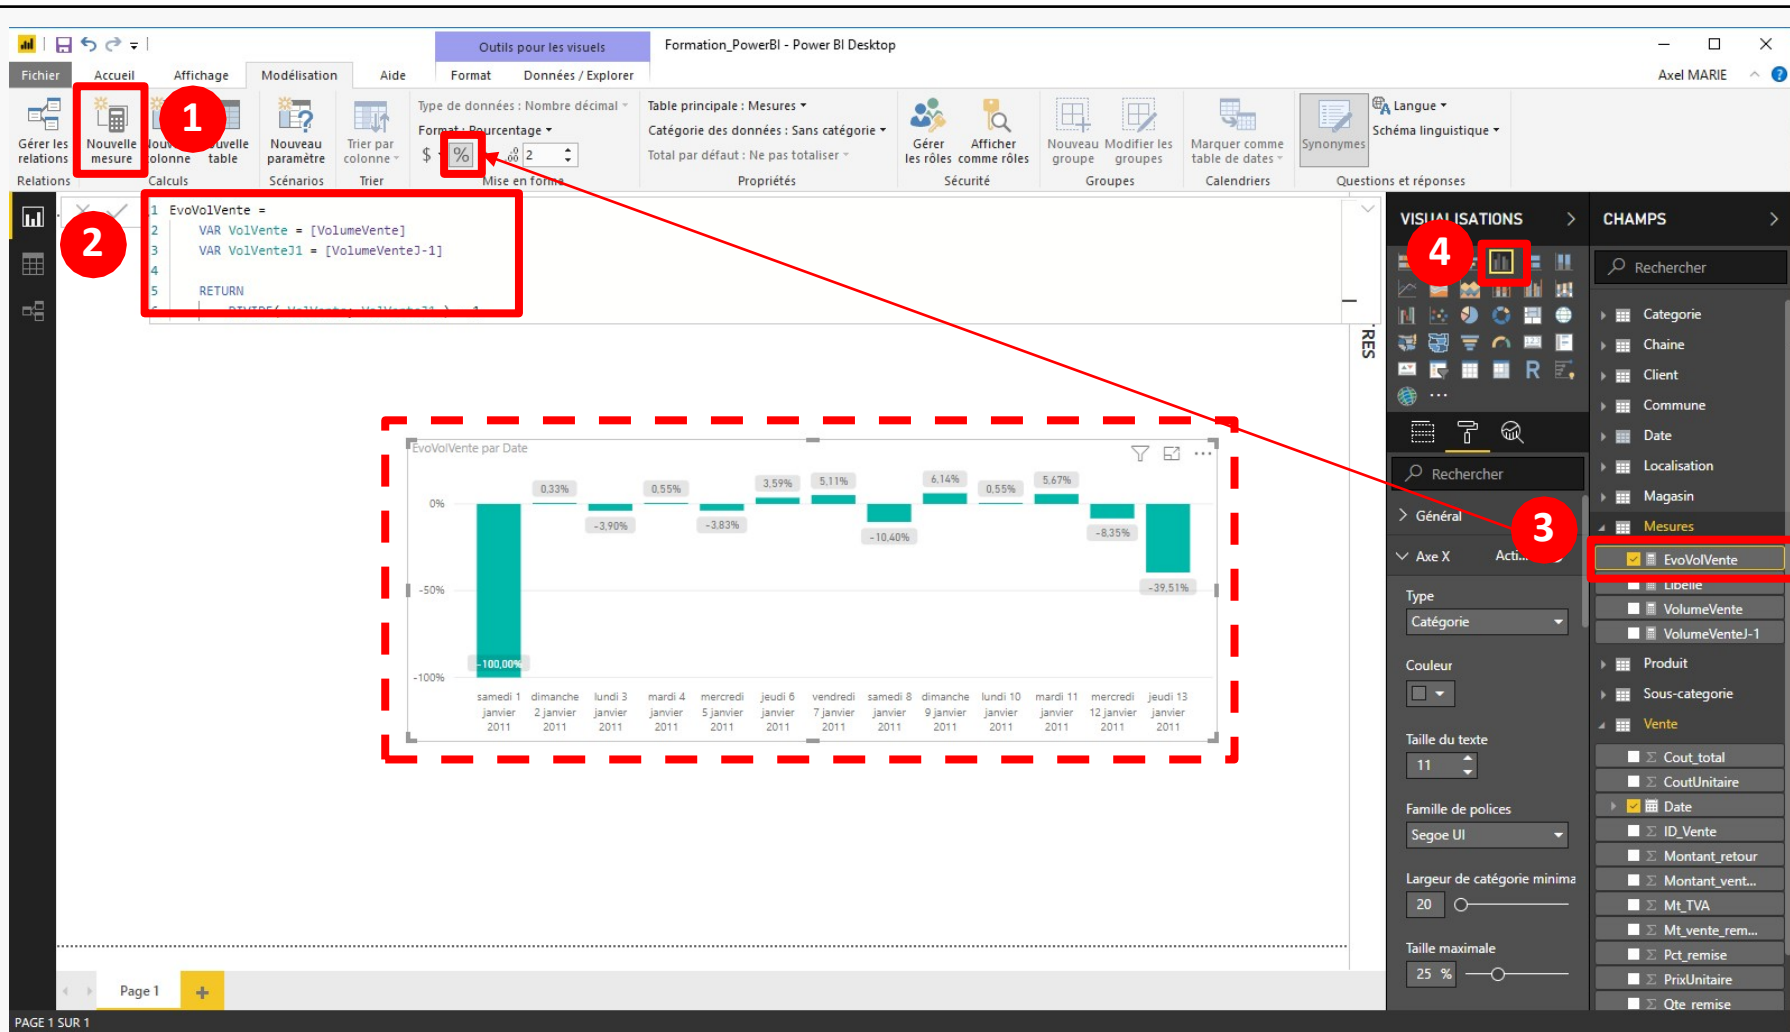 Outils pour les visuels
Formation_PowerBI - Power BI Desktop
Fichier Accueil Affichage Modélisation Aide Format Données / Explorer Axel MARIE
Gérer les relations
Nouvelle mesure
colonne
table
Nouveau paramètre
Trier par colonne
Type de données : Nombre décimal
Format : Pourcentage
$ % 2
Table principale : Mesures
Catégorie des données : Sans catégorie
Total par défaut : Ne pas totaliser
Gérer les rôles
Afficher comme rôles
Nouveau groupe
Modifier les groupes
Marquer comme table de dates
Synonymes
Langue
Schéma linguistique
Relations Calculs Scénarios Trier Mise en forme Propriétés Sécurité Groupes Calendriers Questions et réponses
1
2
3
4
1 EvoVolVente =
2 VAR VolVente = [VolumeVente]
3 VAR VolVenteJ1 = [VolumeVenteJ-1]
4
5 RETURN
EvoVolVente par Date
0%
-50%
-100%
-100,00%
0,33%
-3,90%
0,55%
-3,83%
3,59%
5,11%
-10,40%
6,14%
0,55%
5,67%
-8,35%
-39,51%
samedi 1 janvier 2011
dimanche 2 janvier 2011
lundi 3 janvier 2011
mardi 4 janvier 2011
mercredi 5 janvier 2011
jeudi 6 janvier 2011
vendredi 7 janvier 2011
samedi 8 janvier 2011
dimanche 9 janvier 2011
lundi 10 janvier 2011
mardi 11 janvier 2011
mercredi 12 janvier 2011
jeudi 13 janvier 2011
VISUALISATIONS
R
Rechercher
Général
Axe X Acti...
Type
Catégorie
Couleur
Taille du texte
11
Famille de polices
Segoe UI
Largeur de catégorie minima
20
Taille maximale
25 %
CHAMPS
Rechercher
Categorie
Chaine
Client
Commune
Date
Localisation
Magasin
Mesures
EvoVolVente
Libelle
VolumeVente
VolumeVenteJ-1
Produit
Sous-categorie
Vente
Cout_total
CoutUnitaire
Date
ID_Vente
Montant_retour
Montant_vent...
Mt_TVA
Mt_vente_rem...
Pct_remise
PrixUnitaire
Qte_remise
Page 1
PAGE 1 SUR 1